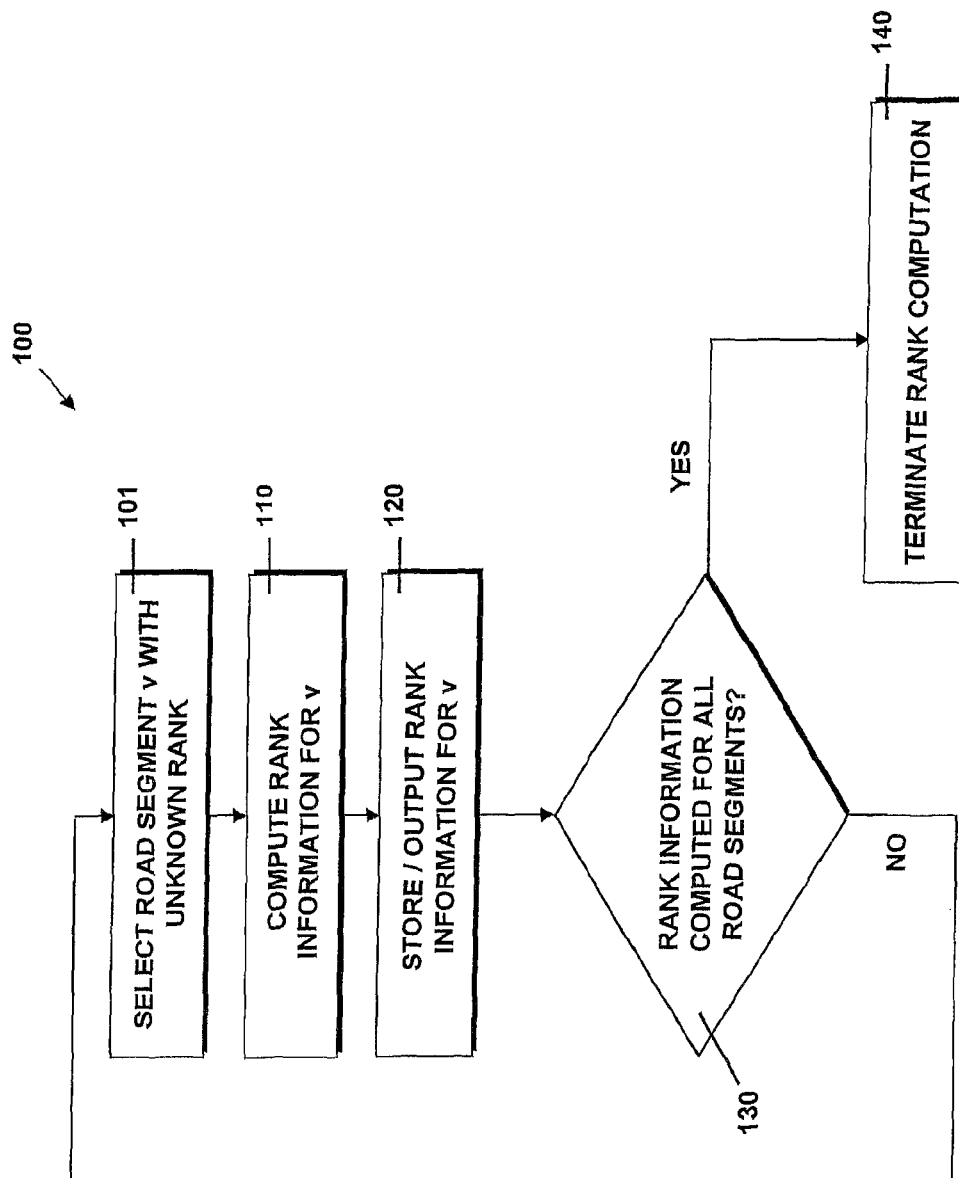 100
101
SELECT ROAD SEGMENT v WITH
UNKNOWN RANK
110
COMPUTE RANK
INFORMATION FOR v
120
STORE / OUTPUT RANK
INFORMATION FOR v
130
RANK INFORMATION
COMPUTED FOR ALL
ROAD SEGMENTS?
YES
NO
140
TERMINATE RANK COMPUTATION